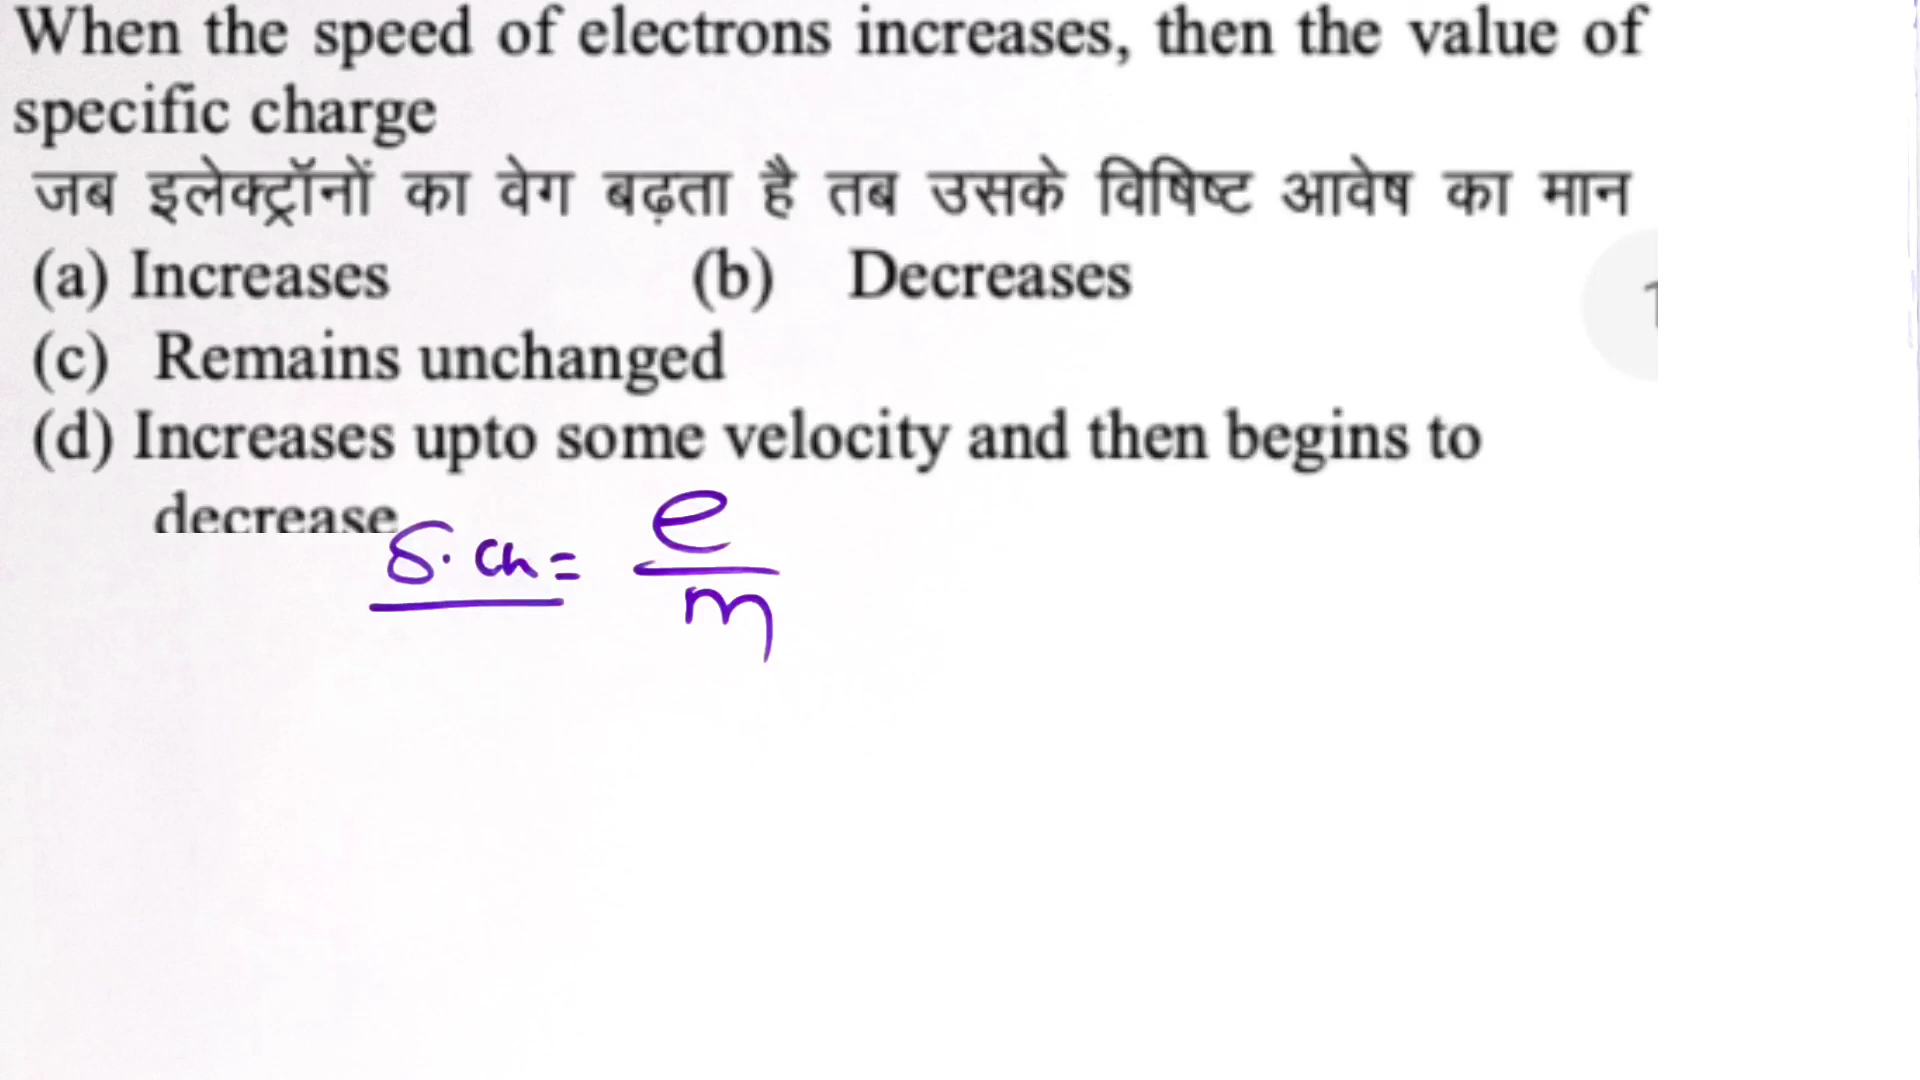 When the speed of electrons increases, then the value of
specific charge
जब इलेक्ट्रॉनों का वेग बढ़ता है तब उसके विषिष्ट आवेष का मान
(a) Increases (b) Decreases
(c) Remains unchanged
(d) Increases upto some velocity and then begins to
decrease
S. Ch = e
m